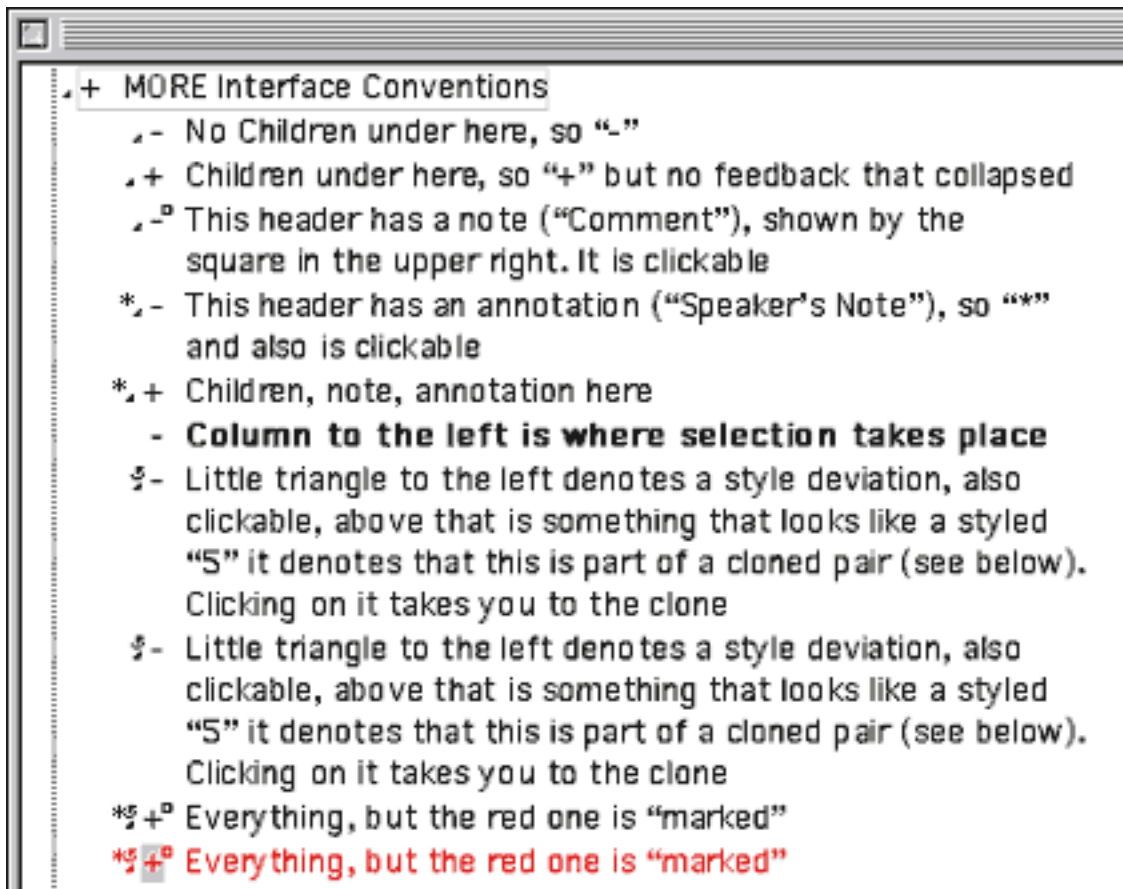 + MORE Interface Conventions
- No Children under here, so “-”
+ Children under here, so “+” but no feedback that collapsed
- This header has a note (“Comment”), shown by the
square in the upper right. It is clickable
* - This header has an annotation (“Speaker's Note”), so “*”
and also is clickable
* + Children, note, annotation here
- Column to the left is where selection takes place
- Little triangle to the left denotes a style deviation, also
clickable, above that is something that looks like a styled
“5” it denotes that this is part of a cloned pair (see below).
Clicking on it takes you to the clone
- Little triangle to the left denotes a style deviation, also
clickable, above that is something that looks like a styled
“5” it denotes that this is part of a cloned pair (see below).
Clicking on it takes you to the clone
* + Everything, but the red one is “marked”
* + Everything, but the red one is “marked”